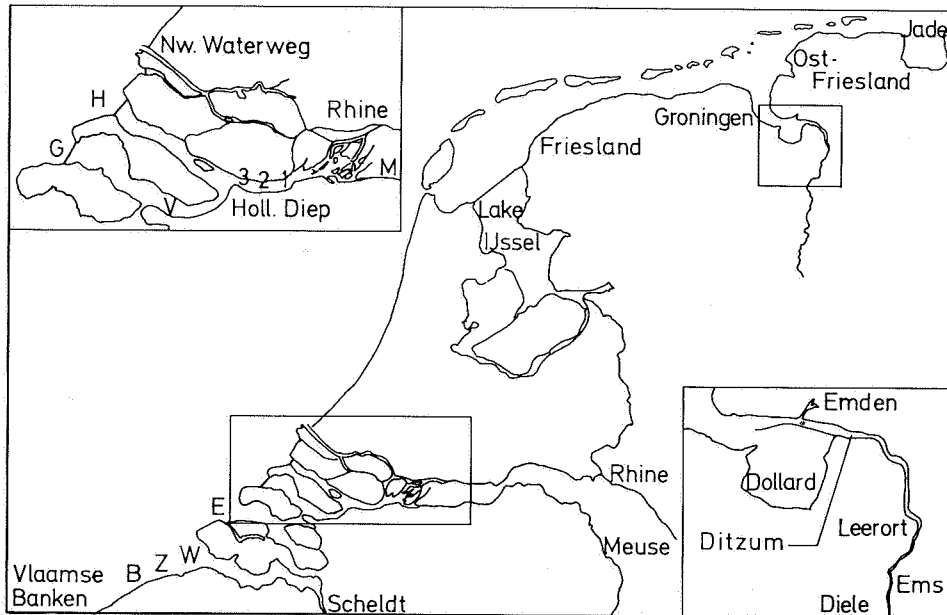 Nw. Waterweg
H
Rhine
G
3 2 1
M
V
Holl. Diep
Jade
Ost-
Friesland
Groningen
Friesland
Lake
IJssel
Rhine
Meuse
E
W
Z
B
Vlaamse
Banken
Scheldt
Emden
Dollard
Leerort
Ditzum
Ems
Diele